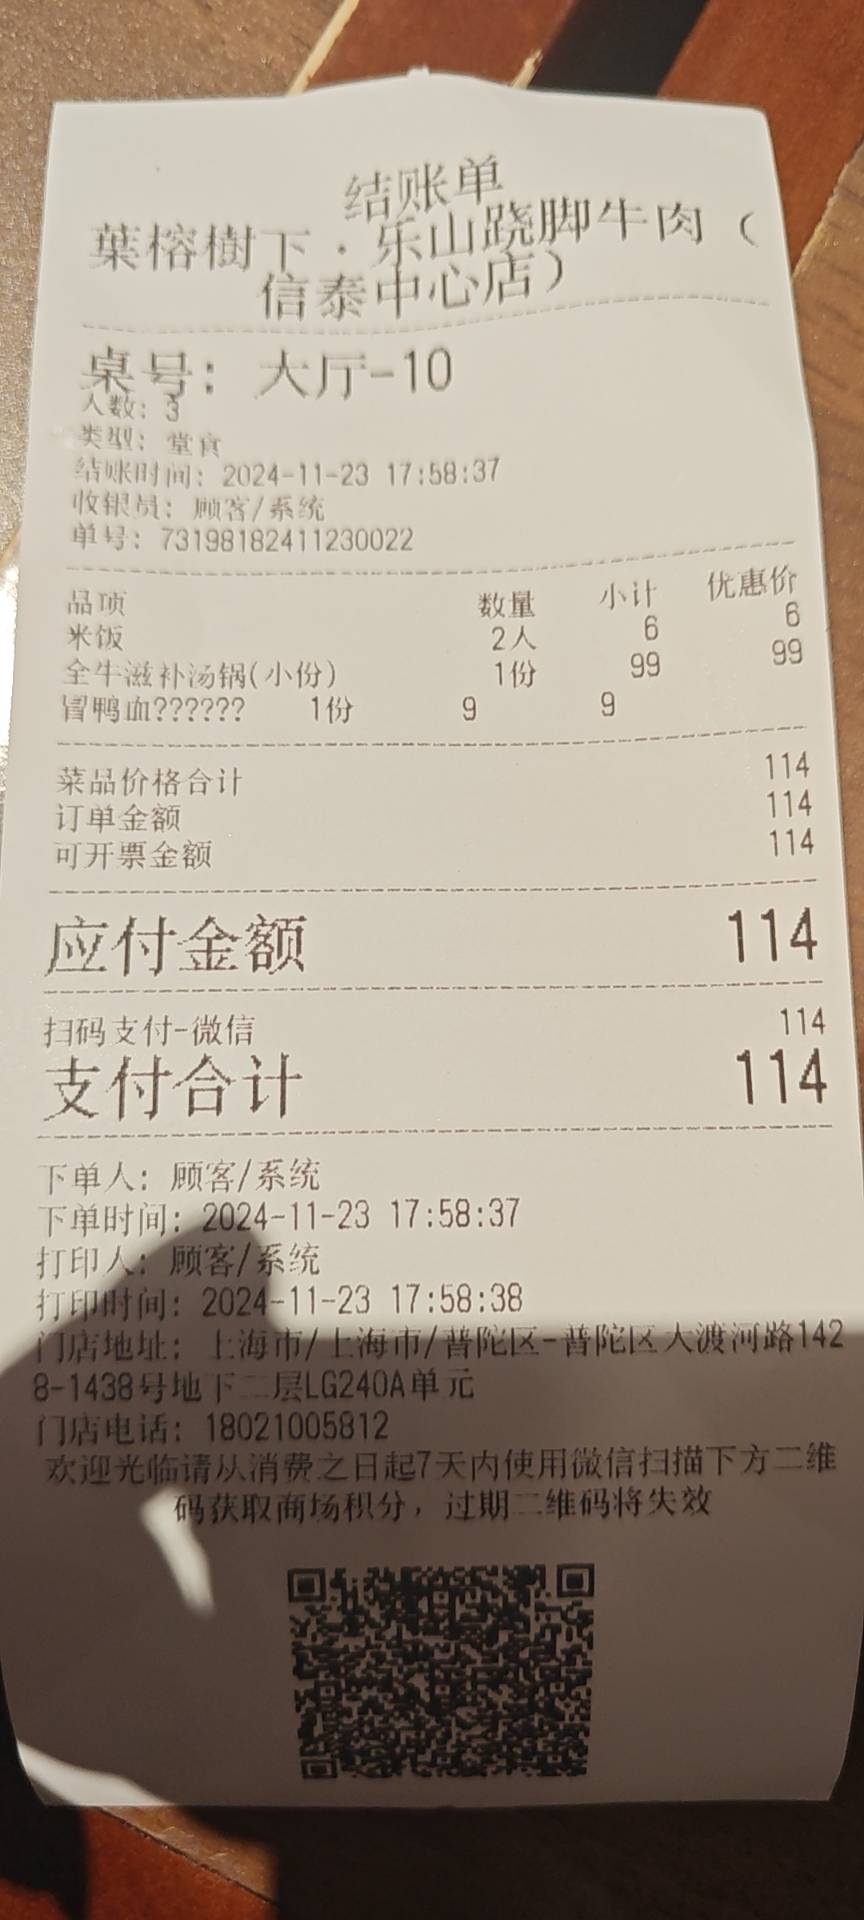 结账单
葉榕樹下·乐山跷脚牛肉（
信泰中心店）
桌号：大厅-10
人数：3
类型：堂食
结账时间：2024-11-23 17:58:37
收银员：顾客/系统
单号：73198182411230022
品项 数量 小计 优惠价
米饭 2人 6 6
全牛滋补汤锅(小份) 1份 99 99
冒鸭血?????? 1份 9 9
菜品价格合计 114
订单金额 114
可开票金额 114
应付金额 114
扫码支付-微信 114
支付合计 114
下单人：顾客/系统
下单时间：2024-11-23 17:58:37
打印人：顾客/系统
打印时间：2024-11-23 17:58:38
门店地址：上海市/上海市/普陀区-普陀区大渡河路142
8-1438号地下二层LG240A单元
门店电话：18021005812
欢迎光临请从消费之日起7天内使用微信扫描下方二维
码获取商场积分，过期二维码将失效